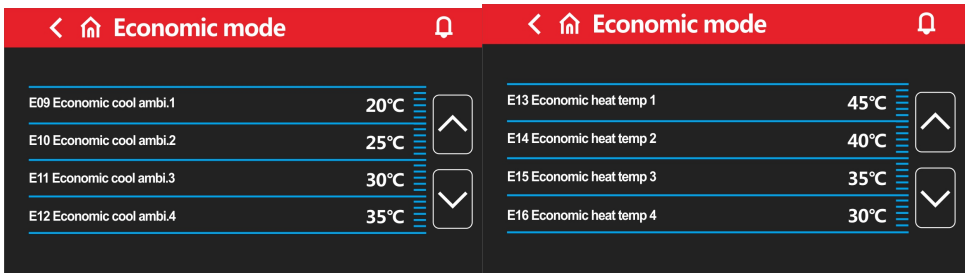 Economic mode
E09 Economic cool ambi.1 20℃
E10 Economic cool ambi.2 25℃
E11 Economic cool ambi.3 30℃
E12 Economic cool ambi.4 35℃
Economic mode
E13 Economic heat temp 1 45℃
E14 Economic heat temp 2 40℃
E15 Economic heat temp 3 35℃
E16 Economic heat temp 4 30℃